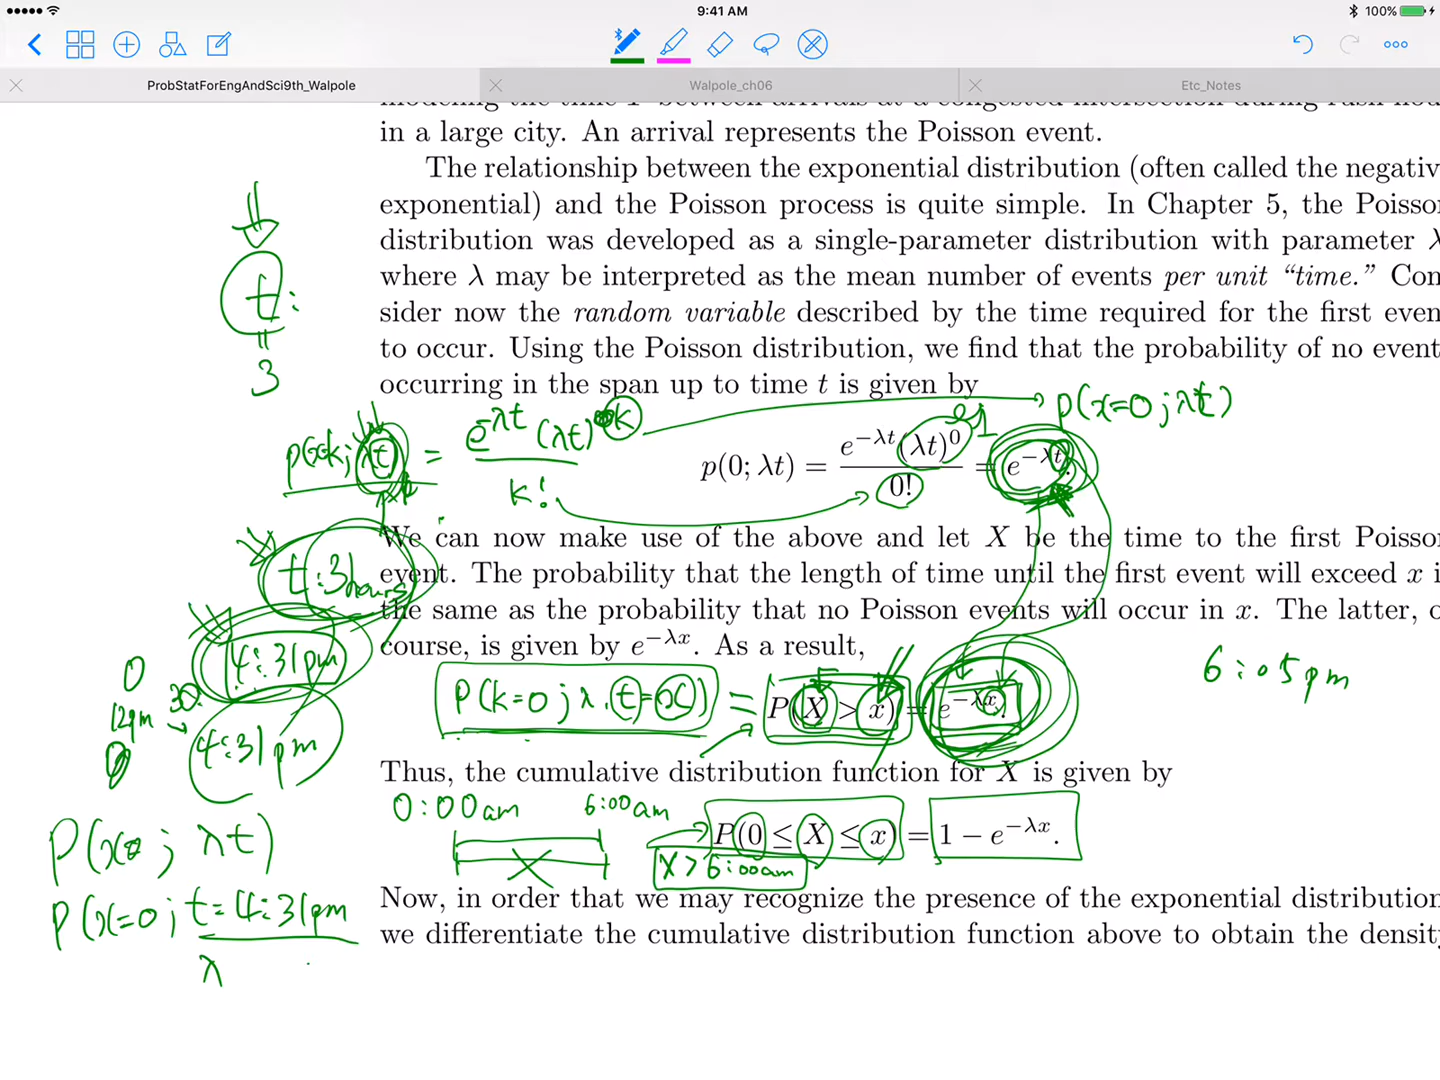 9:41 AM
100%
ProbStatForEngAndSci9th_Walpole
Walpole_ch06
Etc_Notes
in a large city. An arrival represents the Poisson event.
The relationship between the exponential distribution (often called the negativ
exponential) and the Poisson process is quite simple. In Chapter 5, the Poisson
distribution was developed as a single-parameter distribution with parameter λ
where λ may be interpreted as the mean number of events per unit “time.” Con
sider now the random variable described by the time required for the first even
to occur. Using the Poisson distribution, we find that the probability of no event
occurring in the span up to time t is given by
t:
=
3
p(x=0; λt)
= e^{-λt} (λt)^k / k!
p(0; λt) = e^{-λt}(λt)^0 / 0! = e^{-λt}.
We can now make use of the above and let X be the time to the first Poisson
event. The probability that the length of time until the first event will exceed x i
the same as the probability that no Poisson events will occur in x. The latter, o
course, is given by e^{-λx}. As a result,
t:3hours
4:31pm
0
30
12pm
4:31pm
6:05pm
P(k=0; λ, t=x) = P(X > x) = e^{-λx}.
Thus, the cumulative distribution function for X is given by
0:00am
6:00am
X
X>6:00am
P(0 ≤ X ≤ x) = 1 − e^{-λx}.
P(x=0; t=4:31pm
λ
Now, in order that we may recognize the presence of the exponential distribution
we differentiate the cumulative distribution function above to obtain the density